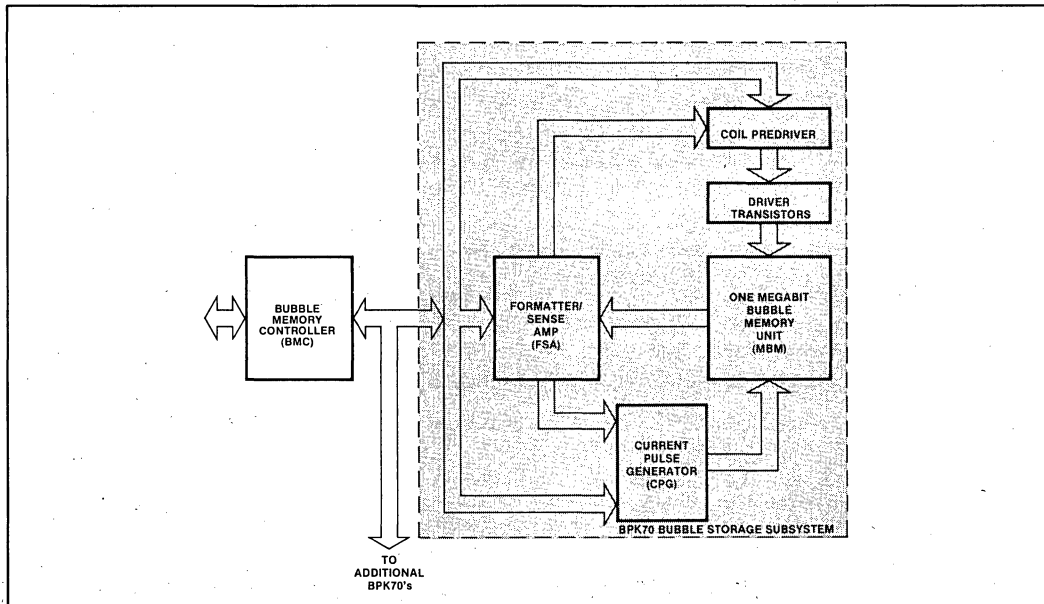 COIL PREDRIVER
DRIVER
TRANSISTORS
BUBBLE
MEMORY
CONTROLLER
(BMC)
FORMATTER/
SENSE
AMP
(FSA)
ONE MEGABIT
BUBBLE
MEMORY
UNIT
(MBM)
CURRENT
PULSE
GENERATOR
(CPG)
BPK70 BUBBLE STORAGE SUBSYSTEM
TO
ADDITIONAL
BPK70's